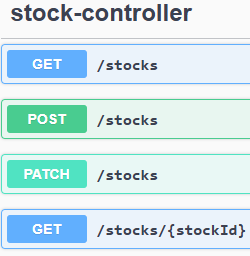 stock-controller
GET /stocks
POST /stocks
PATCH /stocks
GET /stocks/{stockId}